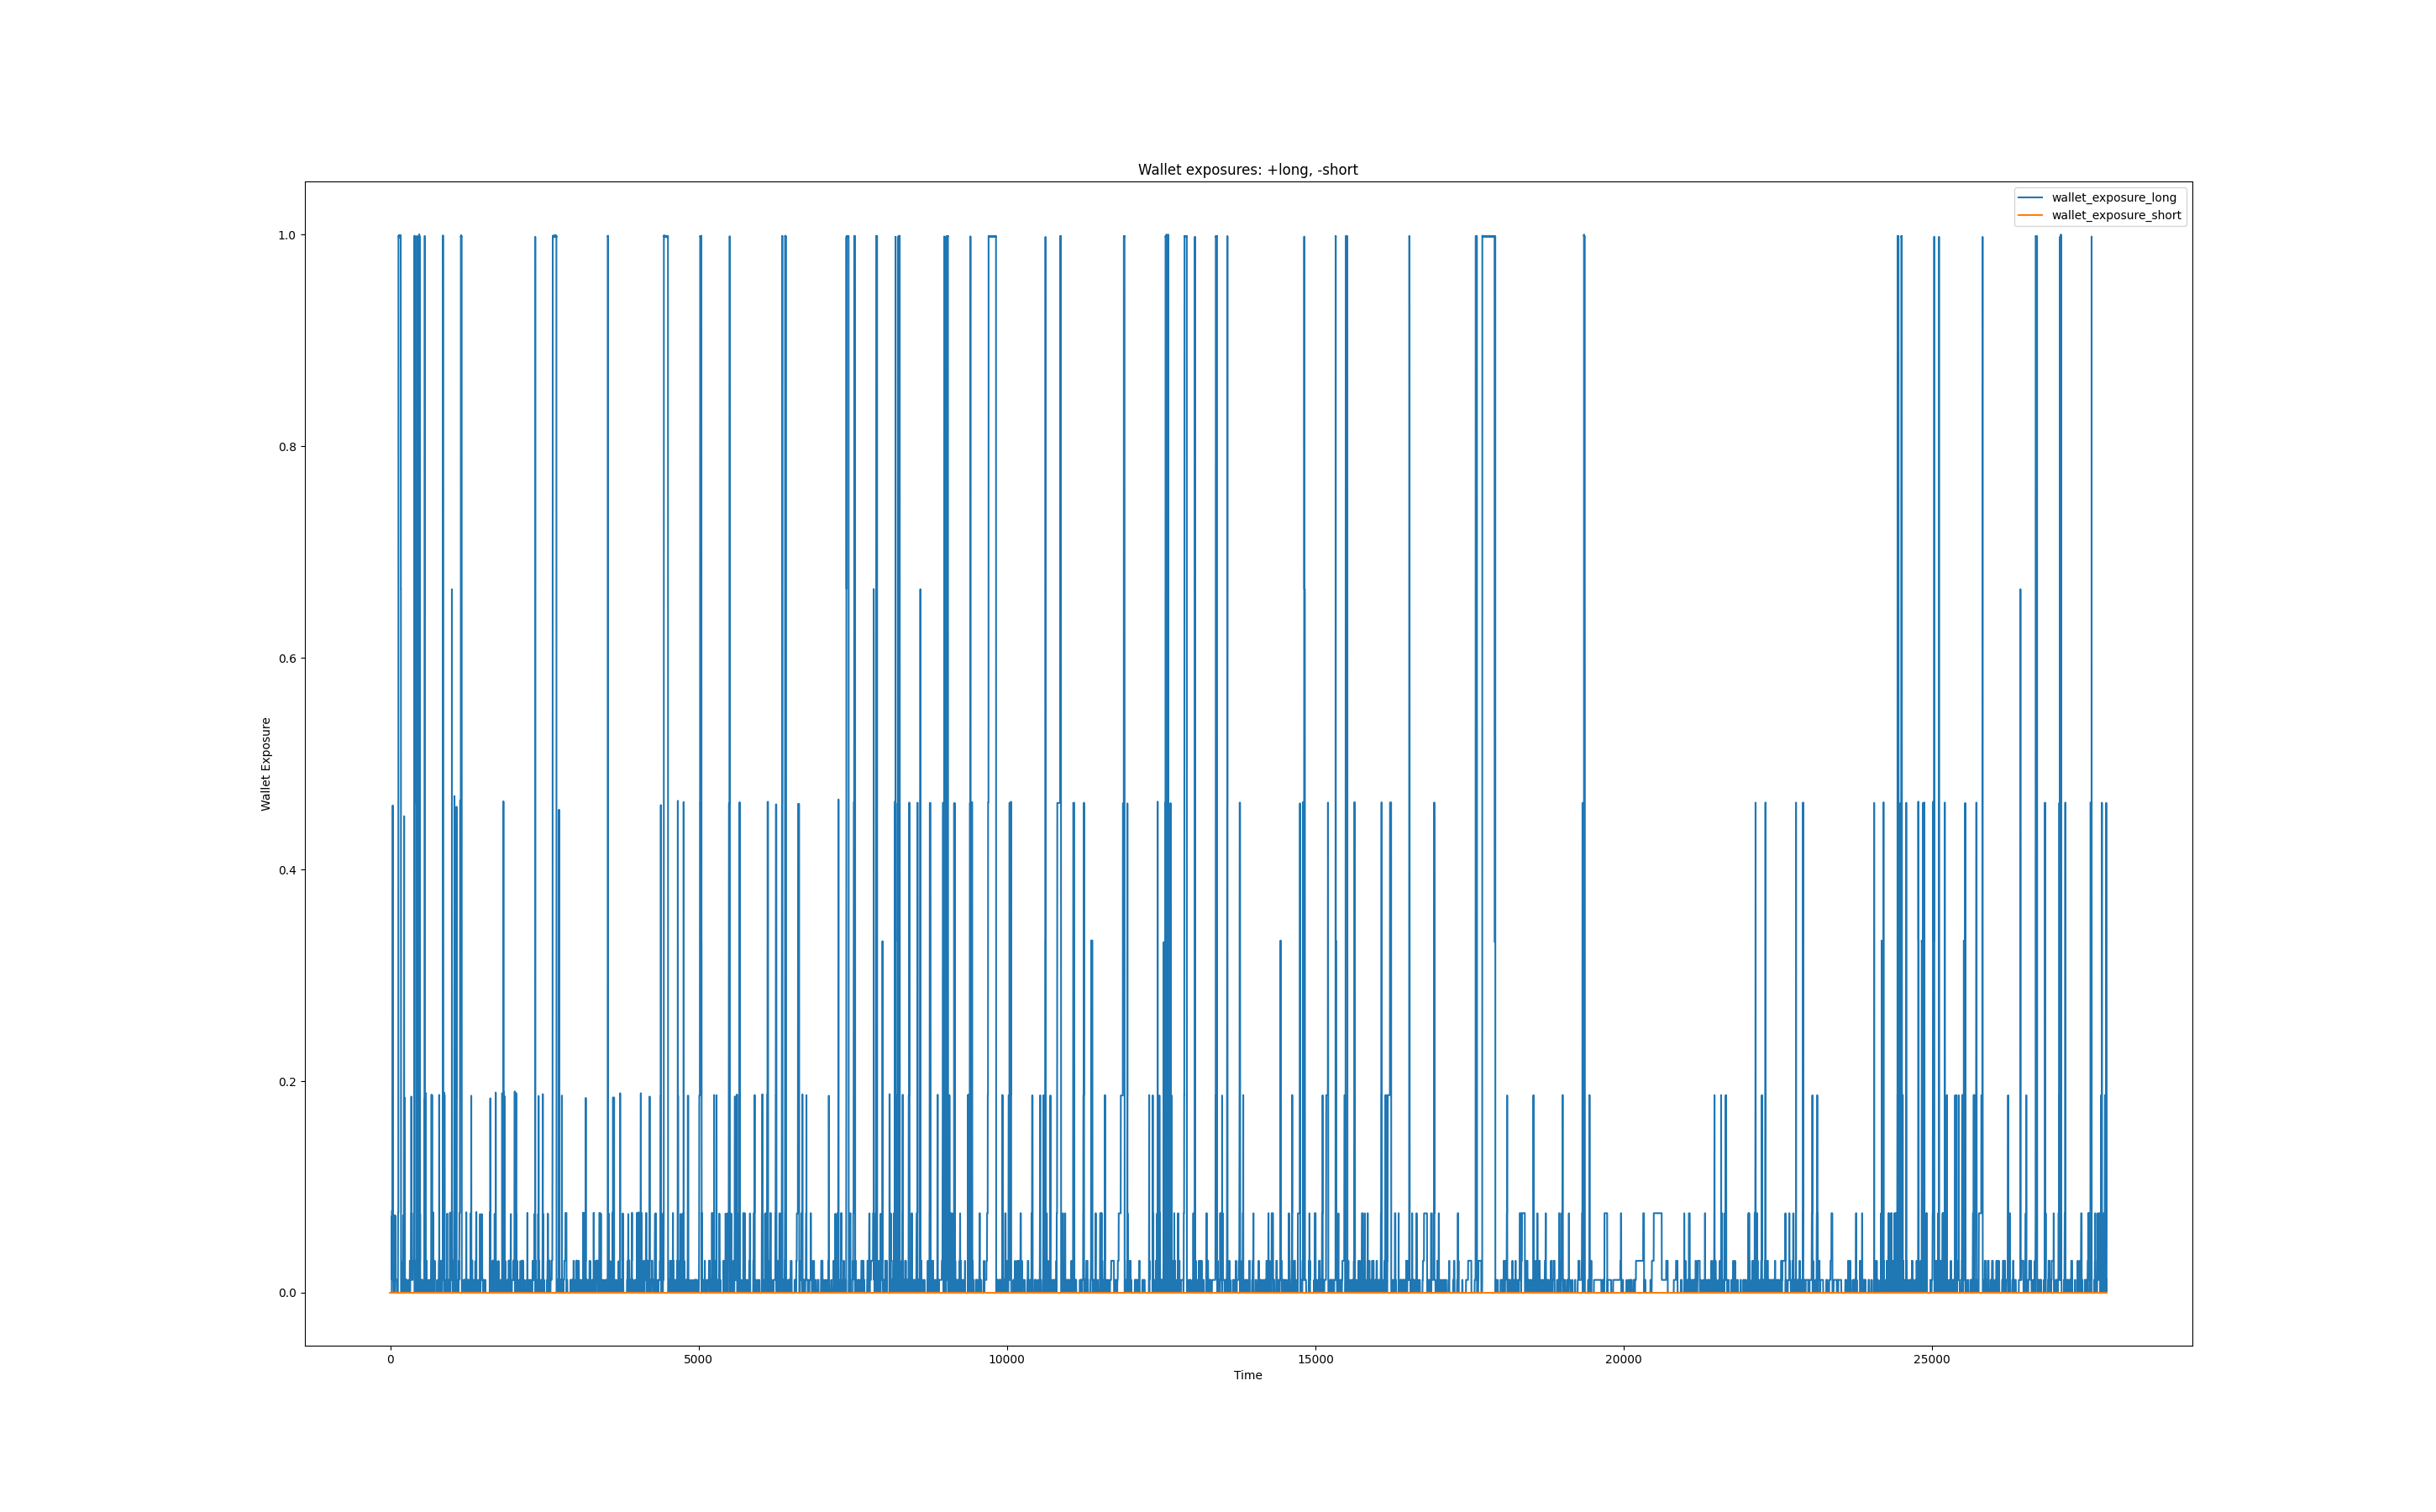 Wallet exposures: +long, -short
wallet_exposure_long
wallet_exposure_short
1.0
0.8
0.6
0.4
0.2
0.0
Wallet Exposure
0 5000 10000 15000 20000 25000
Time